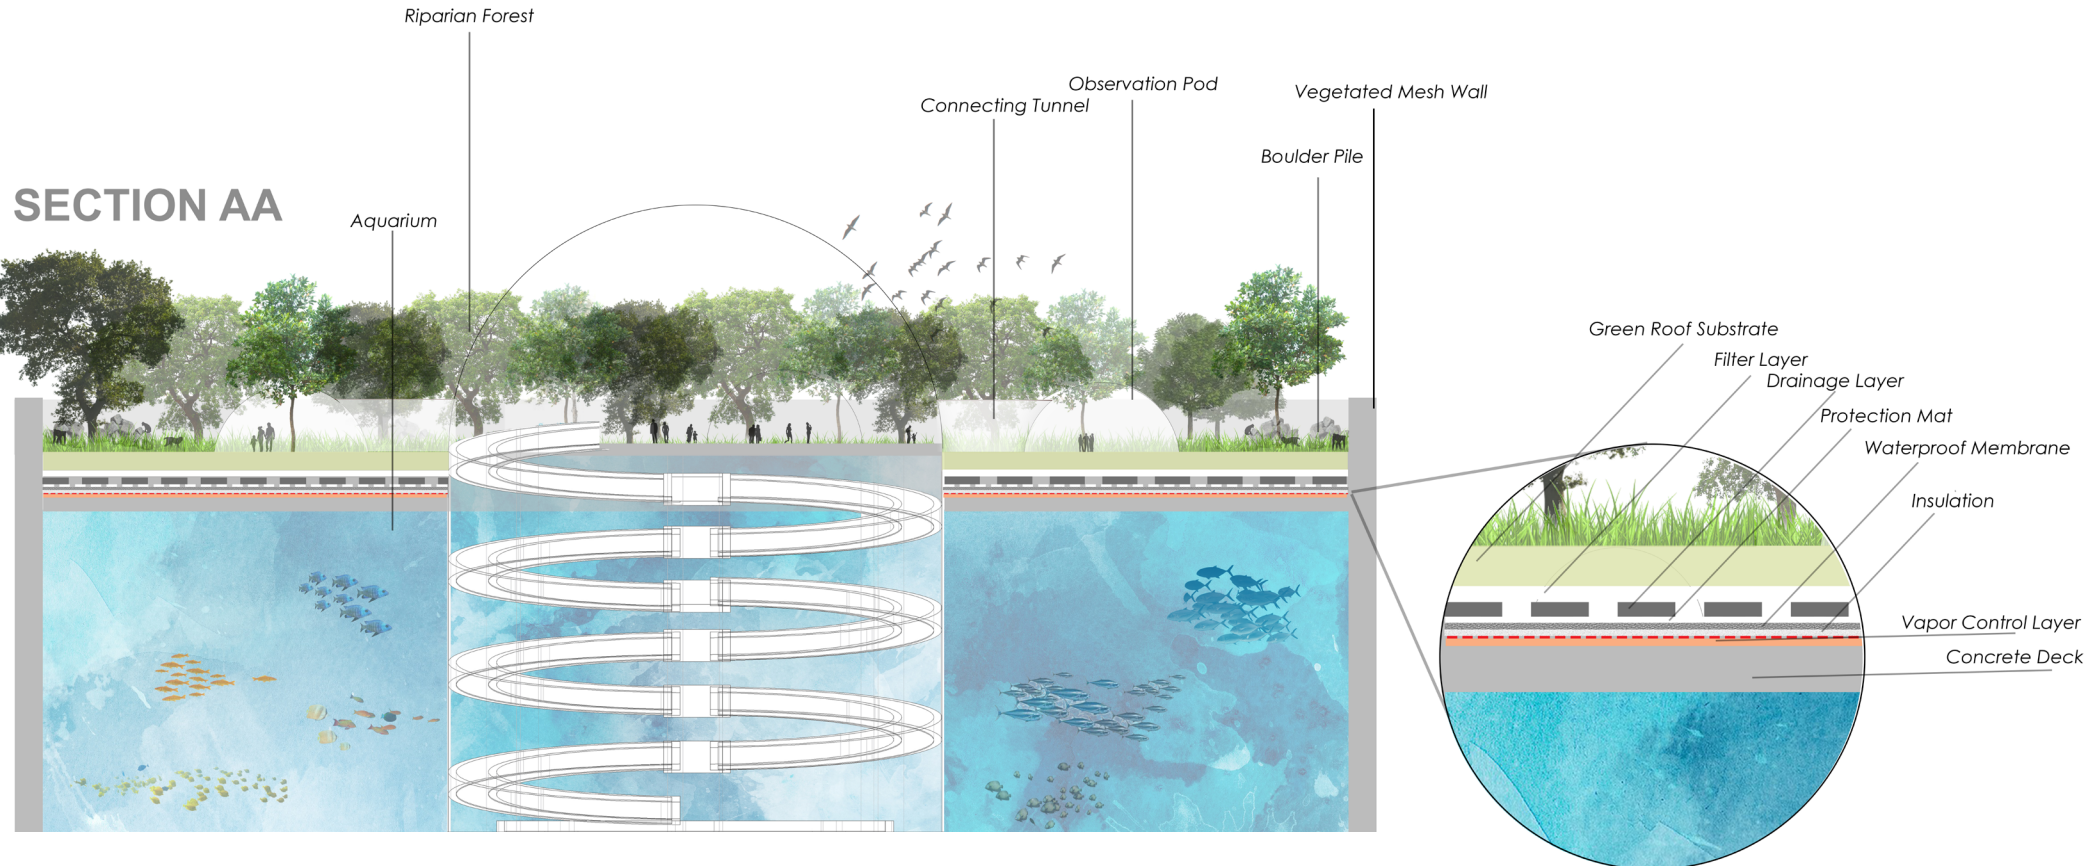 Riparian Forest
Observation Pod
Connecting Tunnel
Vegetated Mesh Wall
Boulder Pile
SECTION AA
Aquarium
Green Roof Substrate
Filter Layer
Drainage Layer
Protection Mat
Waterproof Membrane
Insulation
Vapor Control Layer
Concrete Deck